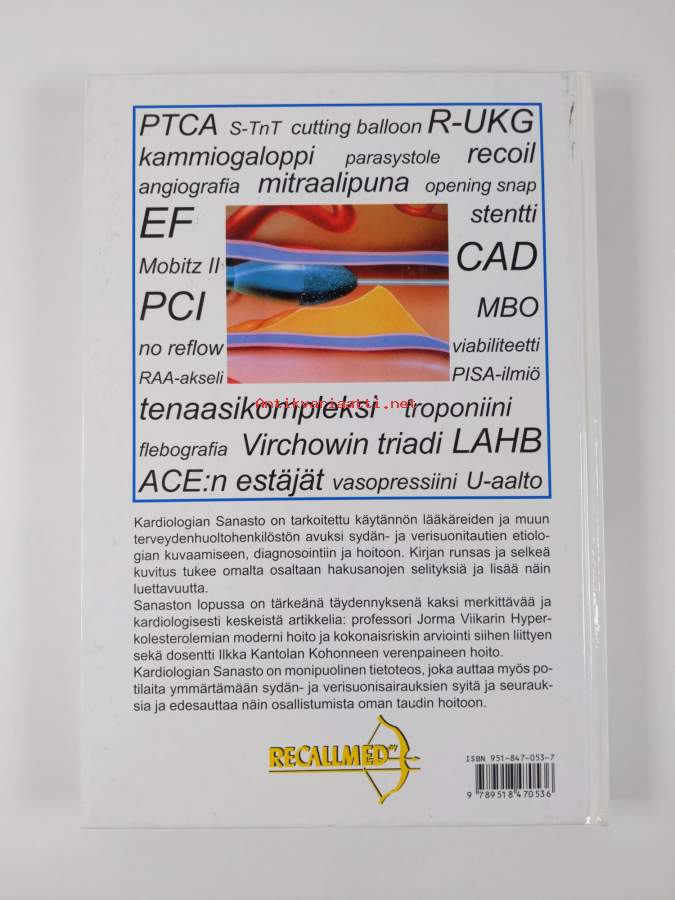 PTCA S-TnT cutting balloon R-UKG
kammiogaloppi parasystole recoil
angiografia mitraalipuna opening snap
EF stentti
Mobitz II CAD
PCI MBO
no reflow viabiliteetti
RAA-akseli PISA-ilmiö
Antikvariaatti.net
tenaasikompleksi troponiini
flebografia Virchowin triadi LAHB
ACE:n estäjät vasopressiini U-aalto
Kardiologian Sanasto on tarkoitettu käytännön lääkäreiden ja muun
terveydenhuoltohenkilöstön avuksi sydän- ja verisuonitautien etiolo-
gian kuvaamiseen, diagnosointiin ja hoitoon. Kirjan runsas ja selkeä
kuvitus tukee omalta osaltaan hakusanojen selityksiä ja lisää näin
luettavuutta.
Sanaston lopussa on tärkeänä täydennyksenä kaksi merkittävää ja
kardiologisesti keskeistä artikkelia: professori Jorma Viikarin Hyper-
kolesterolemian moderni hoito ja kokonaisriskin arviointi siihen liittyen
sekä dosentti Ilkka Kantolan Kohonneen verenpaineen hoito.
Kardiologian Sanasto on monipuolinen tietoteos, joka auttaa myös po-
tilaita ymmärtämään sydän- ja verisuonisairauksien syitä ja seurauk-
sia ja edesauttaa näin osallistumista oman taudin hoitoon.
RECALLMED OY
ISBN 951-847-053-7
9 789518 470536